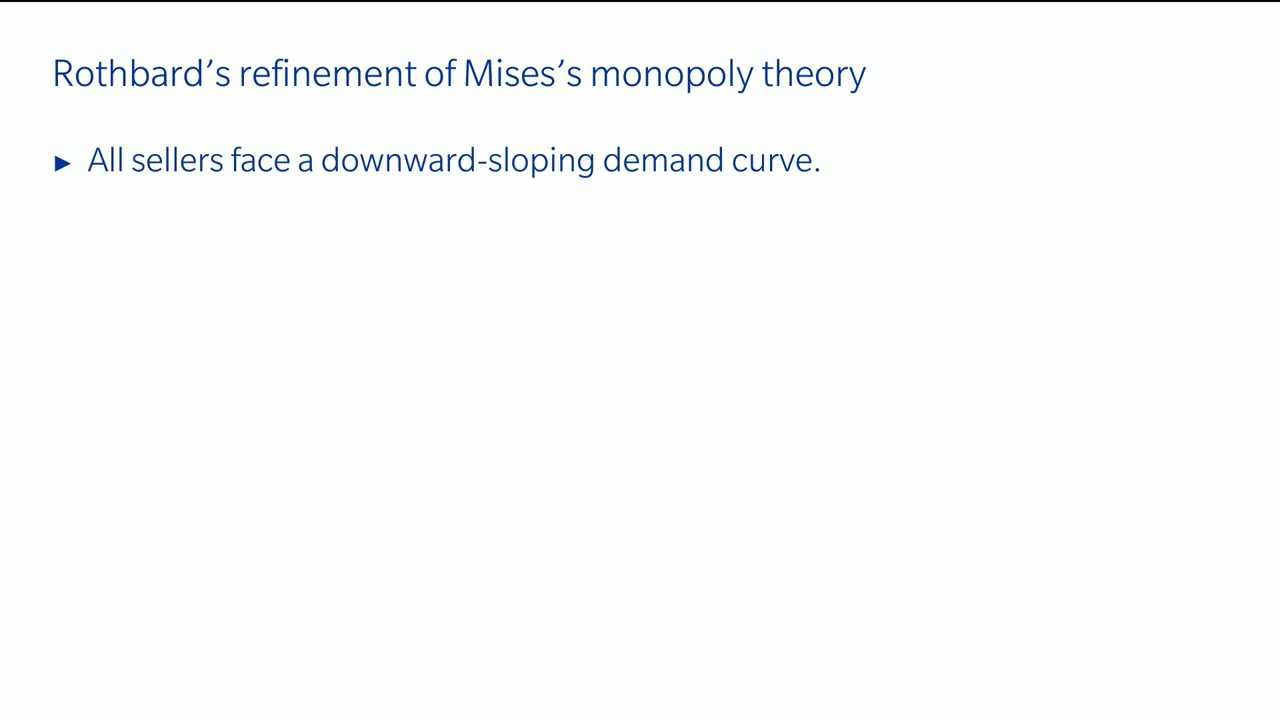 Rothbard’s refinement of Mises’s monopoly theory
► All sellers face a downward-sloping demand curve.